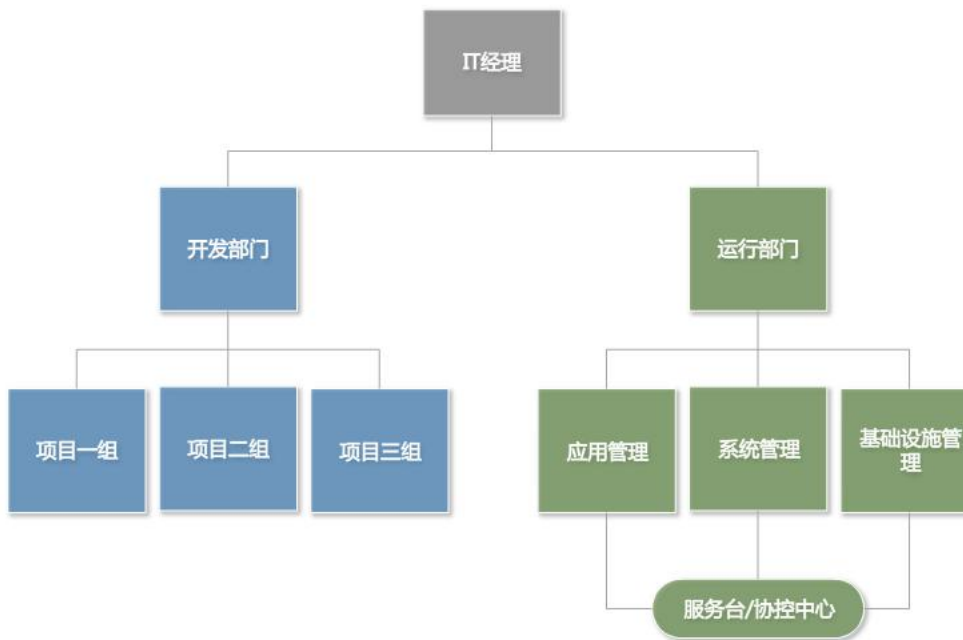 IT经理
开发部门
运行部门
项目一组
项目二组
项目三组
应用管理
系统管理
基础设施管
理
服务台/协控中心